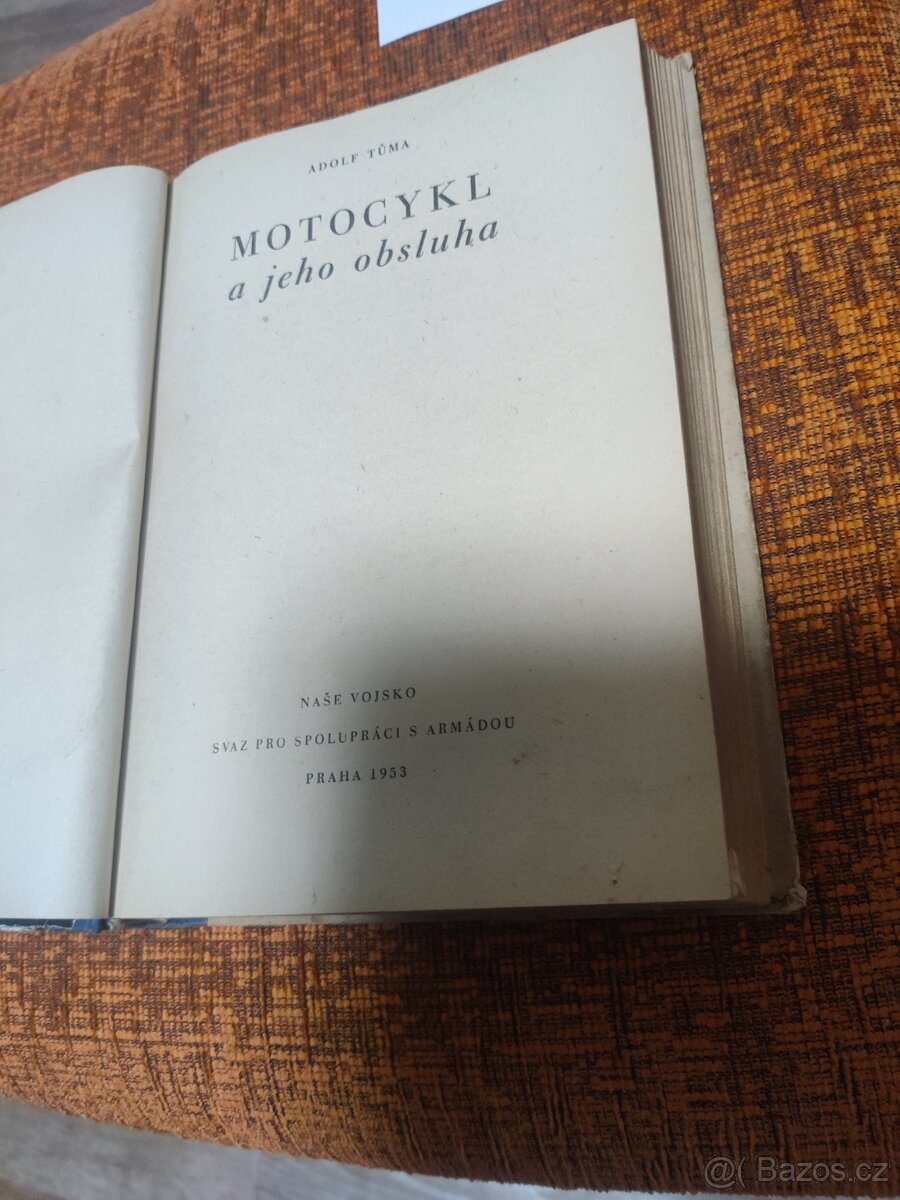 ADOLF TŮMA
MOTOCYKL
a jeho obsluha
NAŠE VOJSKO
SVAZ PRO SPOLUPRÁCI S ARMÁDOU
PRAHA 1953
@( Bazos.cz